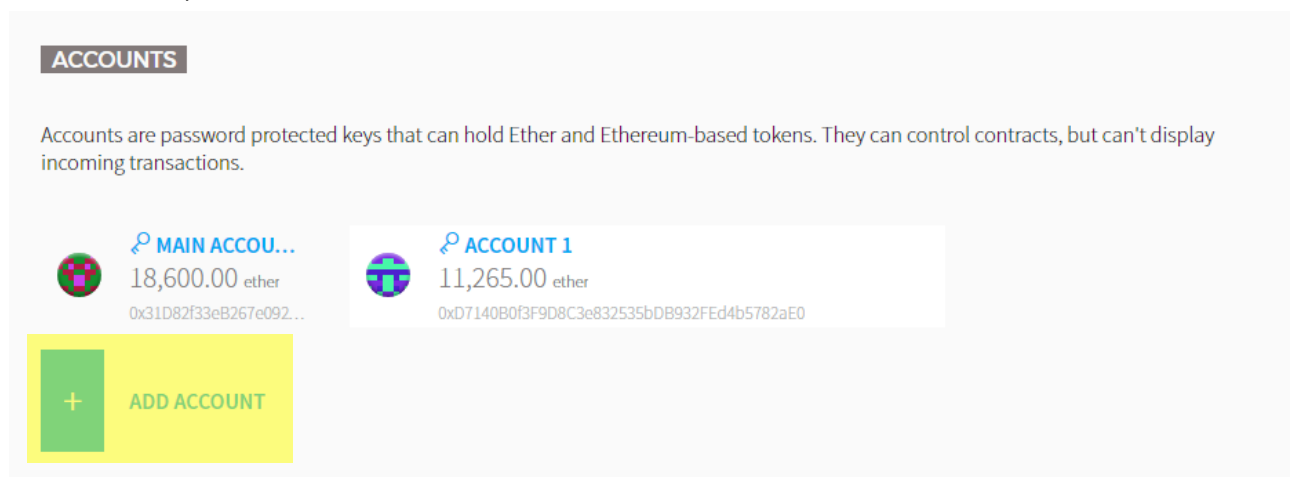 ACCOUNTS
Accounts are password protected keys that can hold Ether and Ethereum-based tokens. They can control contracts, but can't display
incoming transactions.
MAIN ACCOU...
18,600.00 ether
0x31D82f33eB267e092...
ACCOUNT 1
11,265.00 ether
0xD7140B0f3F9D8C3e832535bDB932FEd4b5782aE0
+ ADD ACCOUNT